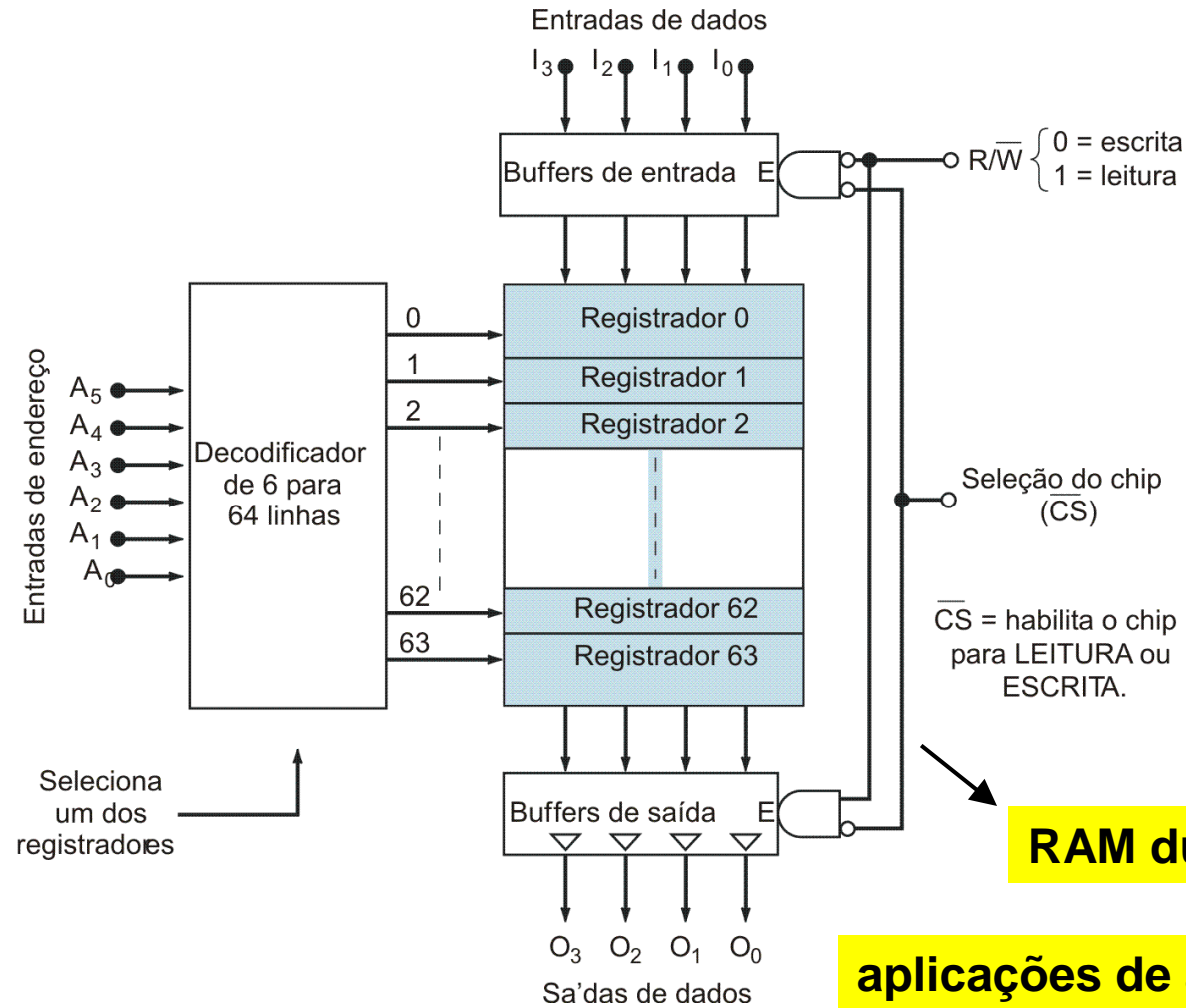 Entradas de dados
I3 I2 I1 I0
Buffers de entrada E
R/W̅ { 0 = escrita
1 = leitura
Entradas de endereço
A5
A4
A3
A2
A1
A0
Decodificador
de 6 para
64 linhas
0
1
2
62
63
Registrador 0
Registrador 1
Registrador 2
Registrador 62
Registrador 63
Seleção do chip
(C̅S̅)
C̅S̅ = habilita o chip
para LEITURA ou
ESCRITA.
Seleciona
um dos
registradores
Buffers de saída E
O3 O2 O1 O0
Sa'das de dados
RAM
aplicações de